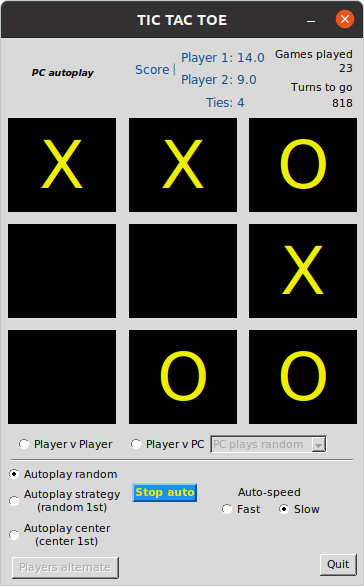 TIC TAC TOE
PC autoplay
Score
Player 1: 14.0
Player 2: 9.0
Ties: 4
Games played
23
Turns to go
818
X X O
X
O O
Player v Player
Player v PC
PC plays random
Autoplay random
Autoplay strategy
(random 1st)
Autoplay center
(center 1st)
Stop auto
Auto-speed
Fast
Slow
Players alternate
Quit